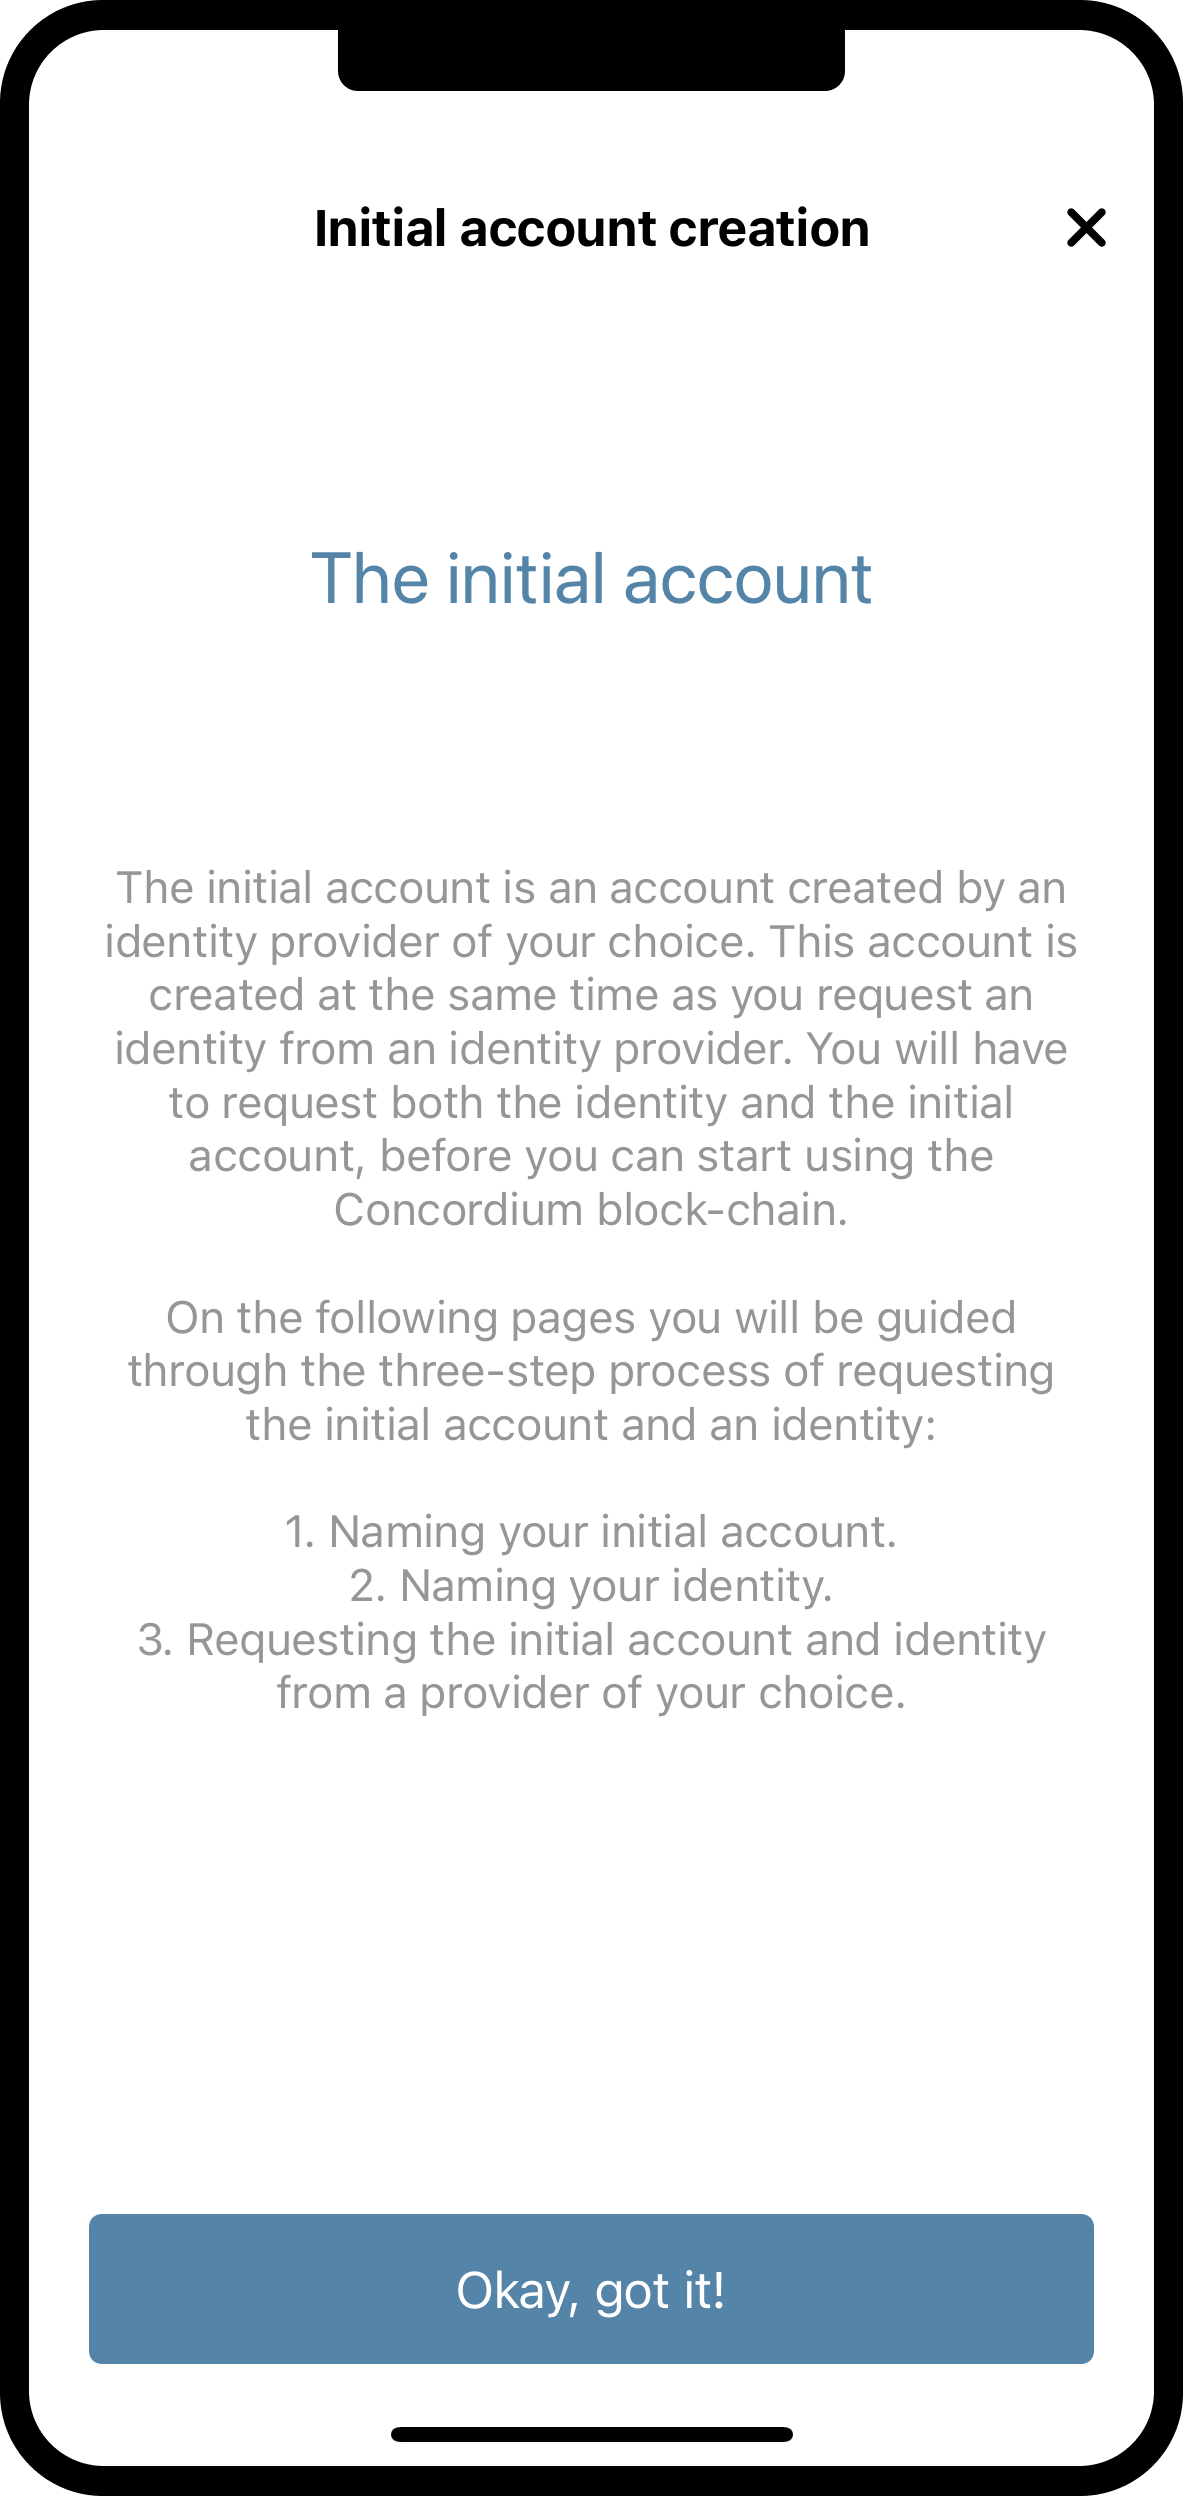 Initial account creation
The initial account
The initial account is an account created by an
identity provider of your choice. This account is
created at the same time as you request an
identity from an identity provider. You will have
to request both the identity and the initial
account, before you can start using the
Concordium block-chain.
On the following pages you will be guided
through the three-step process of requesting
the initial account and an identity:
1. Naming your initial account.
2. Naming your identity.
3. Requesting the initial account and identity
from a provider of your choice.
Okay, got it!